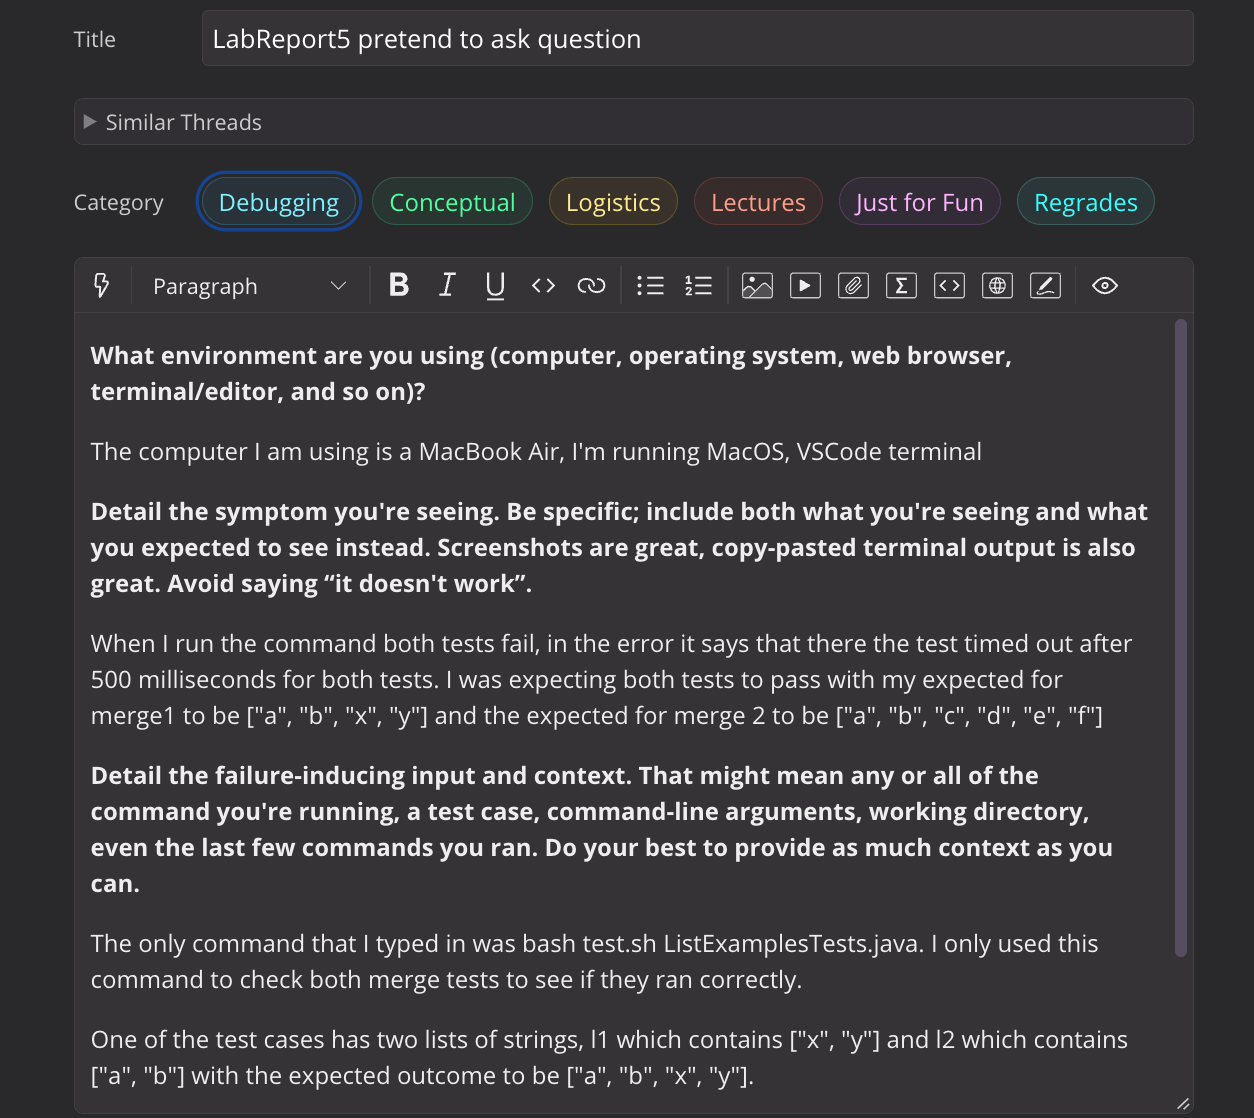 Title
LabReport5 pretend to ask question
Similar Threads
Category
Debugging
Conceptual
Logistics
Lectures
Just for Fun
Regrades
Paragraph
What environment are you using (computer, operating system, web browser,
terminal/editor, and so on)?
The computer I am using is a MacBook Air, I'm running MacOS, VSCode terminal
Detail the symptom you're seeing. Be specific; include both what you're seeing and what
you expected to see instead. Screenshots are great, copy-pasted terminal output is also
great. Avoid saying “it doesn't work”.
When I run the command both tests fail, in the error it says that there the test timed out after
500 milliseconds for both tests. I was expecting both tests to pass with my expected for
merge1 to be ["a", "b", "x", "y"] and the expected for merge 2 to be ["a", "b", "c", "d", "e", "f"]
Detail the failure-inducing input and context. That might mean any or all of the
command you're running, a test case, command-line arguments, working directory,
even the last few commands you ran. Do your best to provide as much context as you
can.
The only command that I typed in was bash test.sh ListExamplesTests.java. I only used this
command to check both merge tests to see if they ran correctly.
One of the test cases has two lists of strings, l1 which contains ["x", "y"] and l2 which contains
["a", "b"] with the expected outcome to be ["a", "b", "x", "y"].